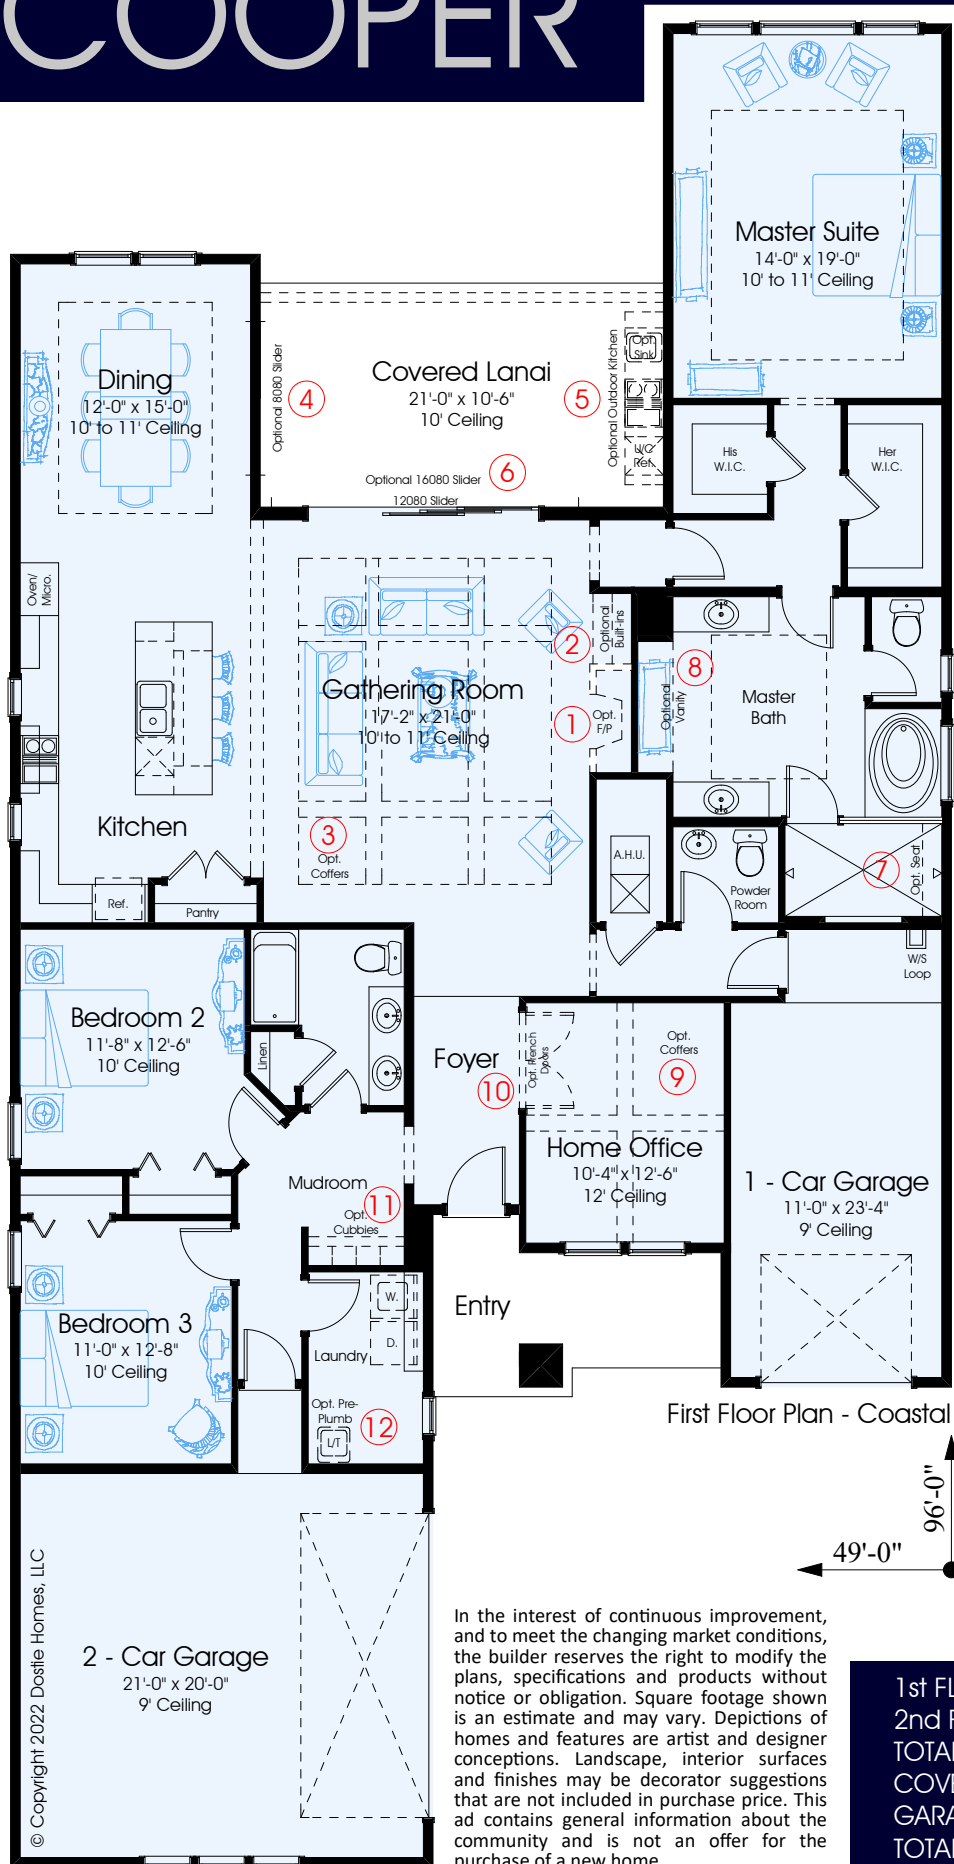 COOPER
Master Suite
14'-0" x 19'-0"
10' to 11' Ceiling
Dining
12'-0" x 15'-0"
10' to 11' Ceiling
Optional 8080 Slider
4
Covered Lanai
21'-0" x 10'-6"
10' Ceiling
5
Optional Outdoor Kitchen
Opt.
Sink
U/C
Ref.
Optional 16080 Slider
6
12080 Slider
His
W.I.C.
Her
W.I.C.
Oven/
Micro.
Gathering Room
17'-2" x 21'-0"
10' to 11' Ceiling
2
Optional
Built-ins
1
Opt.
F/P
3
Opt.
Coffers
8
Optional
Vanity
Master
Bath
Kitchen
Ref.
Pantry
A.H.U.
Powder
Room
7
Opt. Seat
W/S
Loop
Bedroom 2
11'-8" x 12'-6"
10' Ceiling
Linen
Foyer
10
Opt. French
Doors
Opt.
Coffers
9
Home Office
10'-4" x 12'-6"
12' Ceiling
1 - Car Garage
11'-0" x 23'-4"
9' Ceiling
Mudroom
11
Opt.
Cubbies
Bedroom 3
11'-0" x 12'-8"
10' Ceiling
W.
D.
Laundry
Opt. Pre-
Plumb
12
L/T
Entry
First Floor Plan - Coastal
96'-0"
49'-0"
2 - Car Garage
21'-0" x 20'-0"
9' Ceiling
© Copyright 2022 Dostie Homes, LLC
In the interest of continuous improvement,
and to meet the changing market conditions,
the builder reserves the right to modify the
plans, specifications and products without
notice or obligation. Square footage shown
is an estimate and may vary. Depictions of
homes and features are artist and designer
conceptions. Landscape, interior surfaces
and finishes may be decorator suggestions
that are not included in purchase price. This
ad contains general information about the
community and is not an offer for the
purchase of a new home.
1st FL
2nd F
TOTAL
COVE
GARA
TOTAL